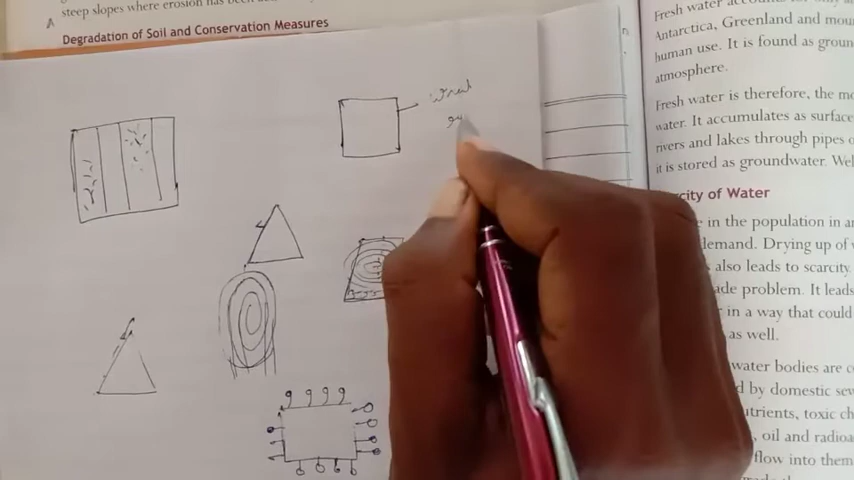 steep slopes where erosion has been
Degradation of Soil and Conservation Measures
Fresh water
Antarctica, Greenland and mou
human use. It is found as groun
atmosphere.
Fresh water is therefore, the mo
water. It accumulates as surface
rivers and lakes through pipes o
it is stored as groundwater. Wel
city of Water
e in the population in
demand. Drying up of
also leads to scarcity
ade problem. It leads
in a way that could
as well.
water bodies are
by domestic sew
utrients, toxic ch
, oil and radioa
flow into them